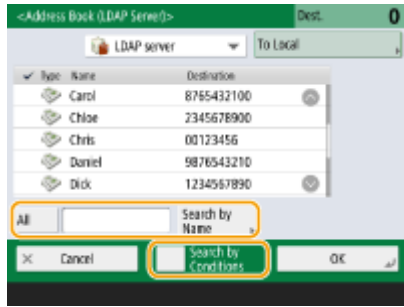 <Address Book (LDAP Server)> Dest. 0
LDAP server To Local
Type Name Destination
Carol 8765432100
Chloe 2345678900
Chris 00123456
Daniel 9876543210
Dick 1234567890
All Search by
Name
Cancel Search by
Conditions OK